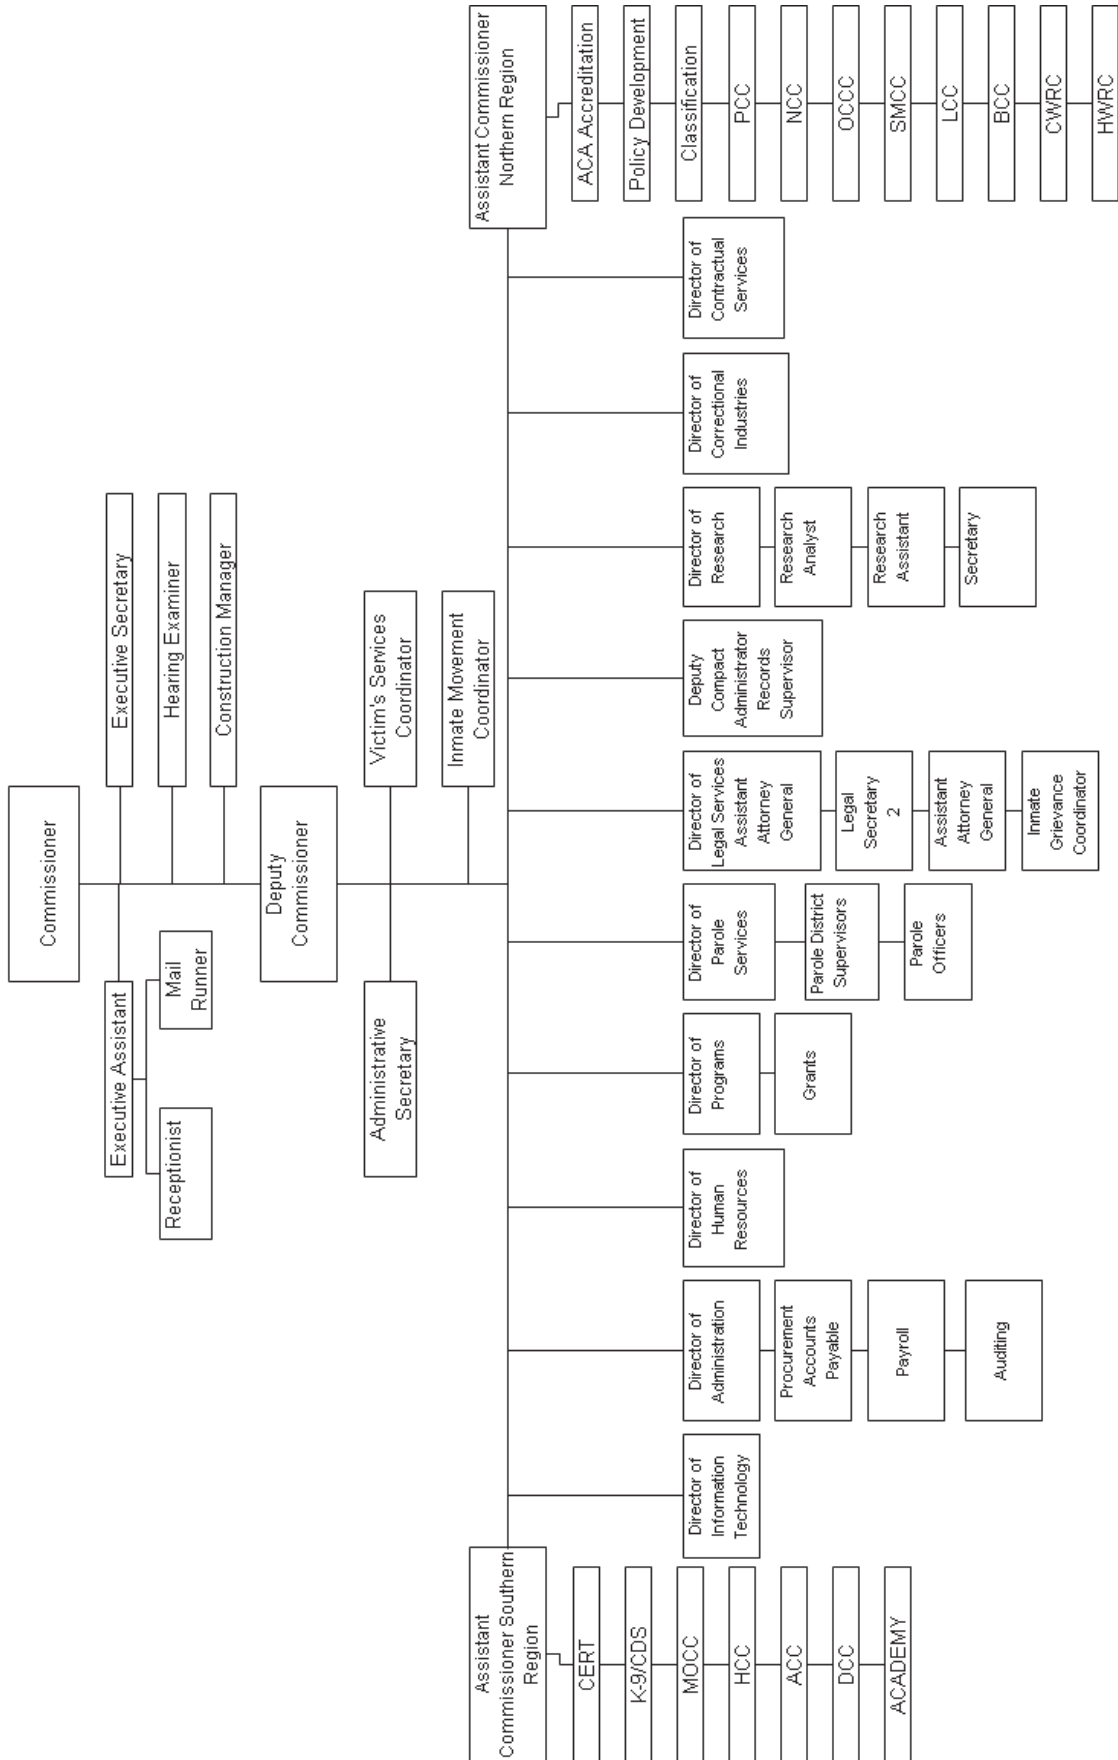 Commissioner
Executive Assistant
Executive Secretary
Receptionist
Mail
Runner
Hearing Examiner
Construction Manager
Deputy
Commissioner
Administrative
Secretary
Victim's Services
Coordinator
Inmate Movement
Coordinator
Assistant
Commissioner Southern
Region
CERT
K-9/CDS
MOCC
HCC
ACC
DCC
ACADEMY
Director of
Information
Technology
Director of
Administration
Procurement
Accounts
Payable
Payroll
Auditing
Director of
Human
Resources
Director of
Programs
Grants
Director of
Parole
Services
Parole District
Supervisors
Parole
Officers
Director of
Legal Services
Assistant
Attorney
General
Legal
Secretary
2
Assistant
Attorney
General
Inmate
Grievance
Coordinator
Deputy
Compact
Administrator
Records
Supervisor
Director of
Research
Research
Analyst
Research
Assistant
Secretary
Director of
Correctional
Industries
Director of
Contractual
Services
Assistant Commissioner
Northern Region
ACA Accreditation
Policy Development
Classification
PCC
NCC
OCCC
SMCC
LCC
BCC
CWRC
HWRC